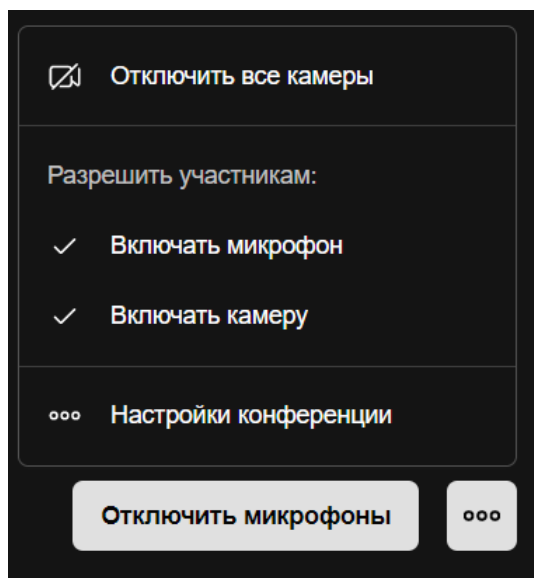 Отключить все камеры
Разрешить участникам:
Включать микрофон
Включать камеру
Настройки конференции
Отключить микрофоны